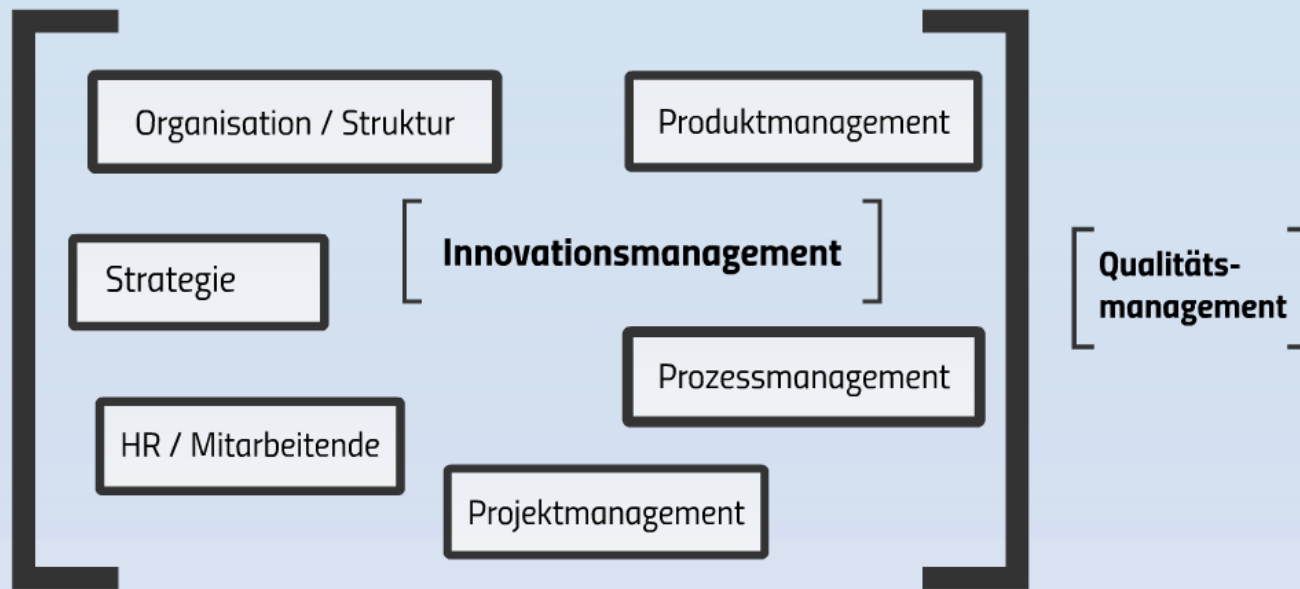 Organisation / Struktur
Produktmanagement
Innovationsmanagement
Strategie
Qualitäts-
management
Prozessmanagement
HR / Mitarbeitende
Projektmanagement